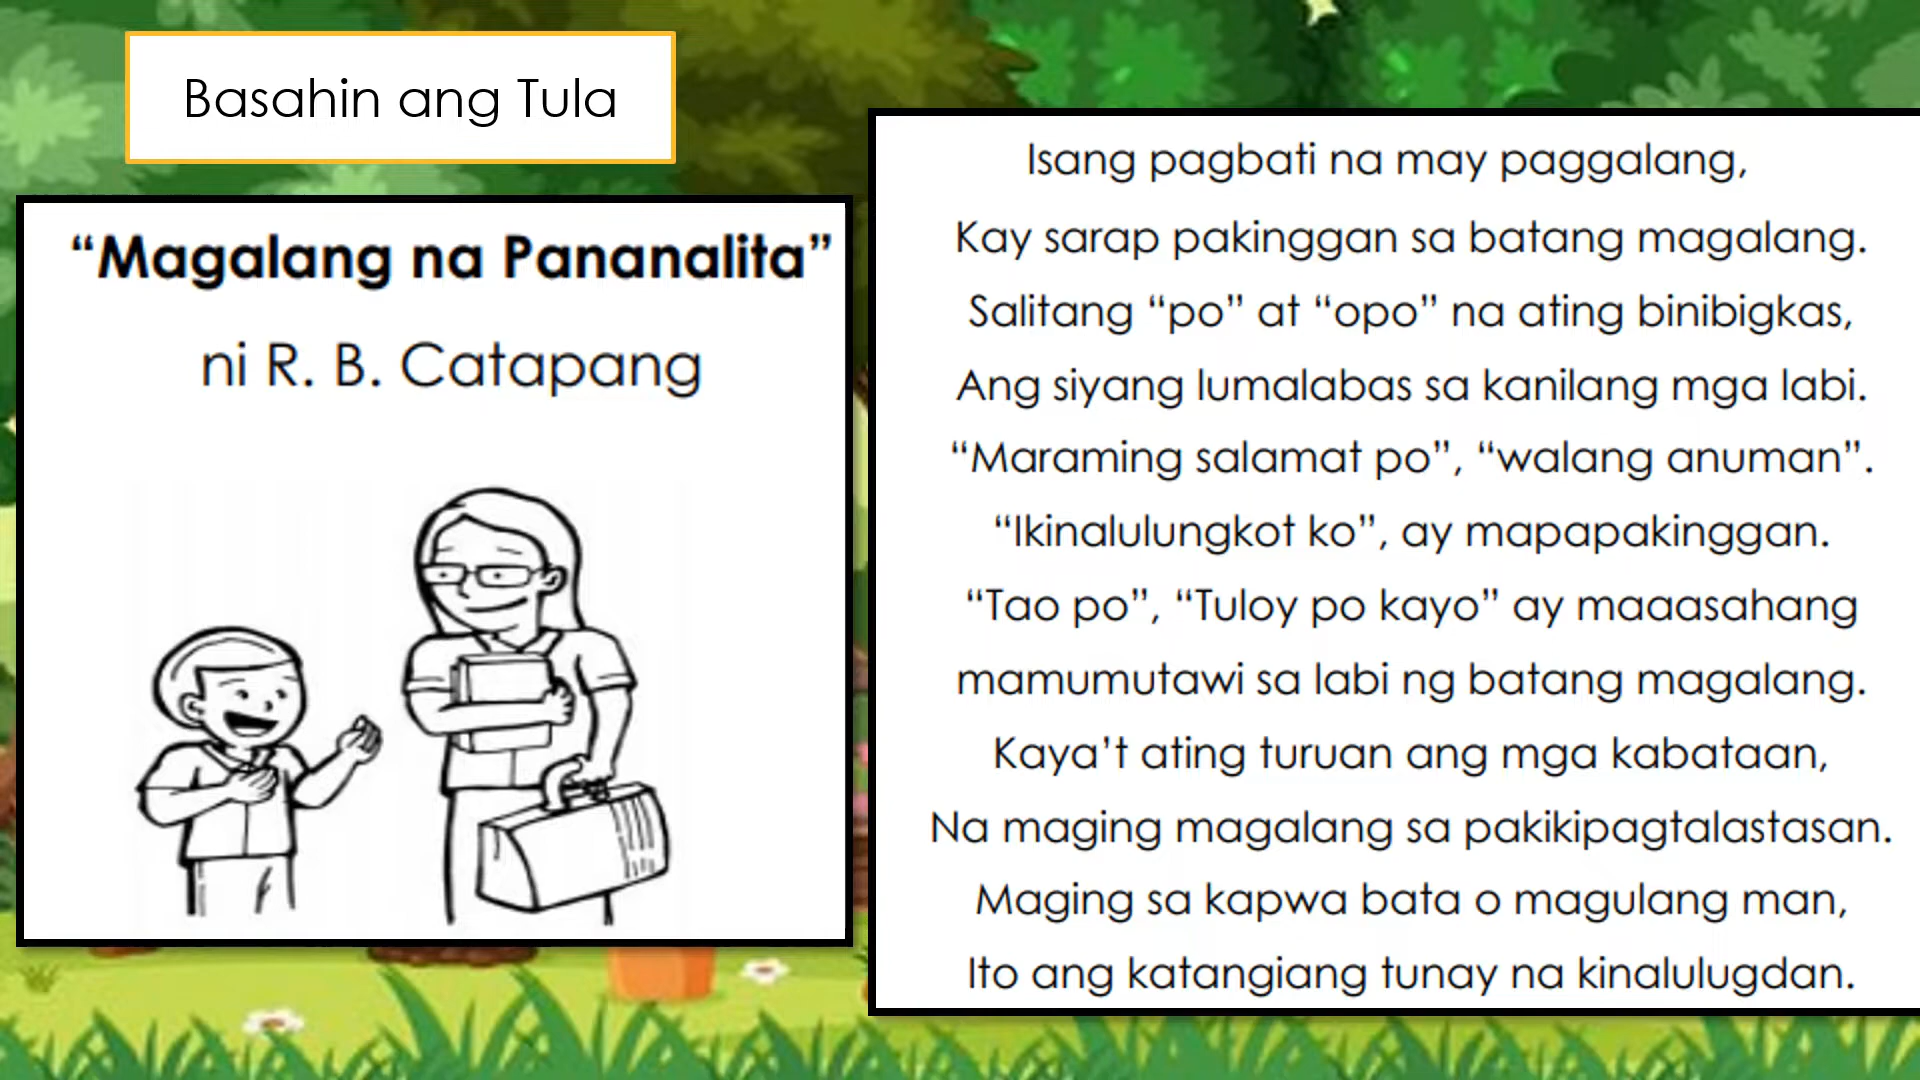 Basahin ang Tula
“Magalang na Pananalita”
ni R. B. Catapang
Isang pagbati na may paggalang,
Kay sarap pakinggan sa batang magalang.
Salitang “po” at “opo” na ating binibigkas,
Ang siyang lumalabas sa kanilang mga labi.
“Maraming salamat po”, “walang anuman”.
“Ikinalulungkot ko”, ay mapapakinggan.
“Tao po”, “Tuloy po kayo” ay maaasahang
mamumutawi sa labi ng batang magalang.
Kaya’t ating turuan ang mga kabataan,
Na maging magalang sa pakikipagtalastasan.
Maging sa kapwa bata o magulang man,
Ito ang katangiang tunay na kinalulugdan.